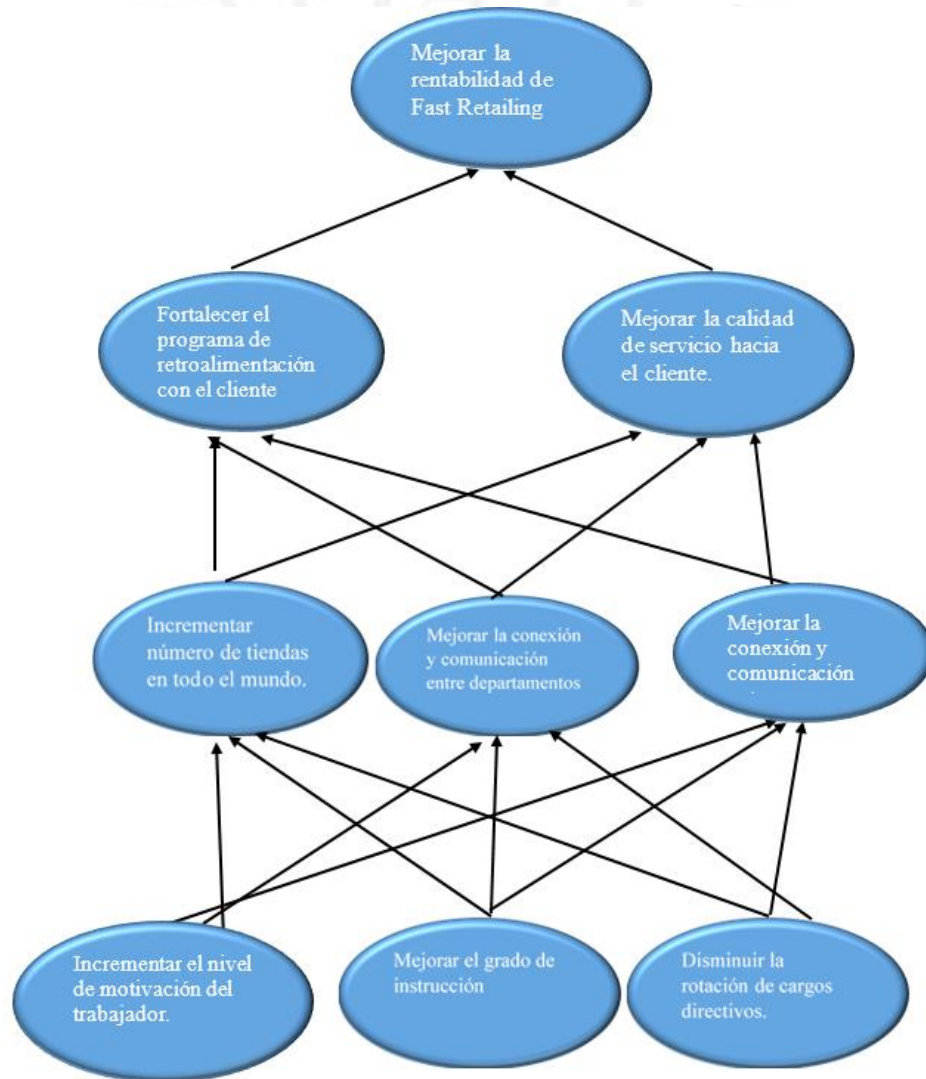 Mejorar la
rentabilidad de
Fast Retailing
Fortalecer el
programa de
retroalimentación
con el cliente
Mejorar la calidad
de servicio hacia
el cliente.
Incrementar
número de tiendas
en todo el mundo.
Mejorar la conexión
y comunicación
entre departamentos
Mejorar la
conexión y
comunicación
Incrementar el nivel
de motivación del
trabajador.
Mejorar el grado de
instrucción
Disminuir la
rotación de cargos
directivos.